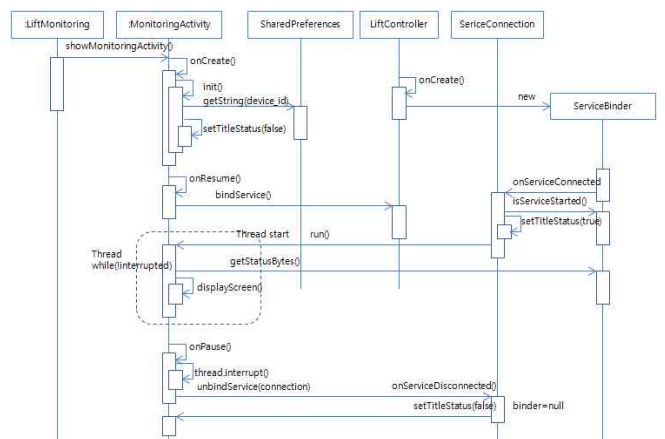 :LiftMonitoring
:MonitoringActivity
SharedPreferences
LiftController
SericeConnection
showMonitoringActivity()
onCreate()
init()
getString(device_id)
setTitleStatus(false)
onCreate()
new
ServiceBinder
onResume()
bindService()
onServiceConnected
isServiceStarted()
setTitleStatus(true)
Thread start run()
Thread
while(!interrupted)
getStatusBytes()
displayScreen()
onPause()
thread.interrupt()
unbindService(connection)
onServiceDisconnected()
setTitleStatus(false)
binder=null